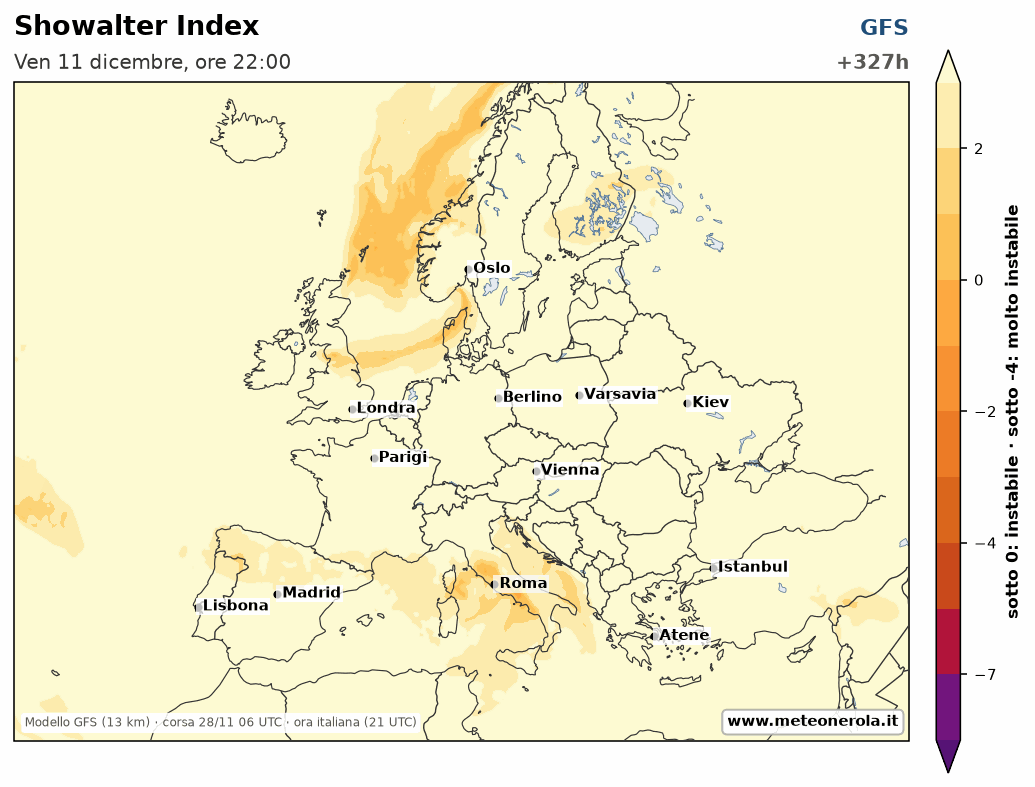 Showalter Index
GFS
Ven 11 dicembre, ore 22:00
+327h
2
0
−2
−4
−7
sotto 0: instabile · sotto -4: molto instabile
Oslo
Berlino
Varsavia
Londra
Kiev
Parigi
Vienna
Istanbul
Roma
Madrid
Lisbona
Atene
Modello GFS (13 km) · corsa 28/11 06 UTC · ora italiana (21 UTC)
www.meteonerola.it